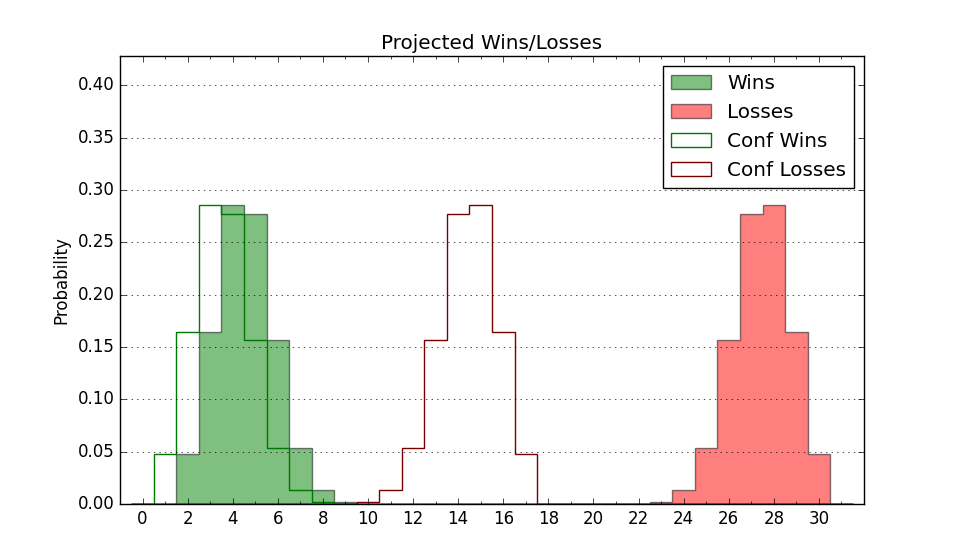 Projected Wins/Losses
Wins
Losses
Conf Wins
Conf Losses
Probability
0.40
0.35
0.30
0.25
0.20
0.15
0.10
0.05
0.00
0 2 4 6 8 10 12 14 16 18 20 22 24 26 28 30